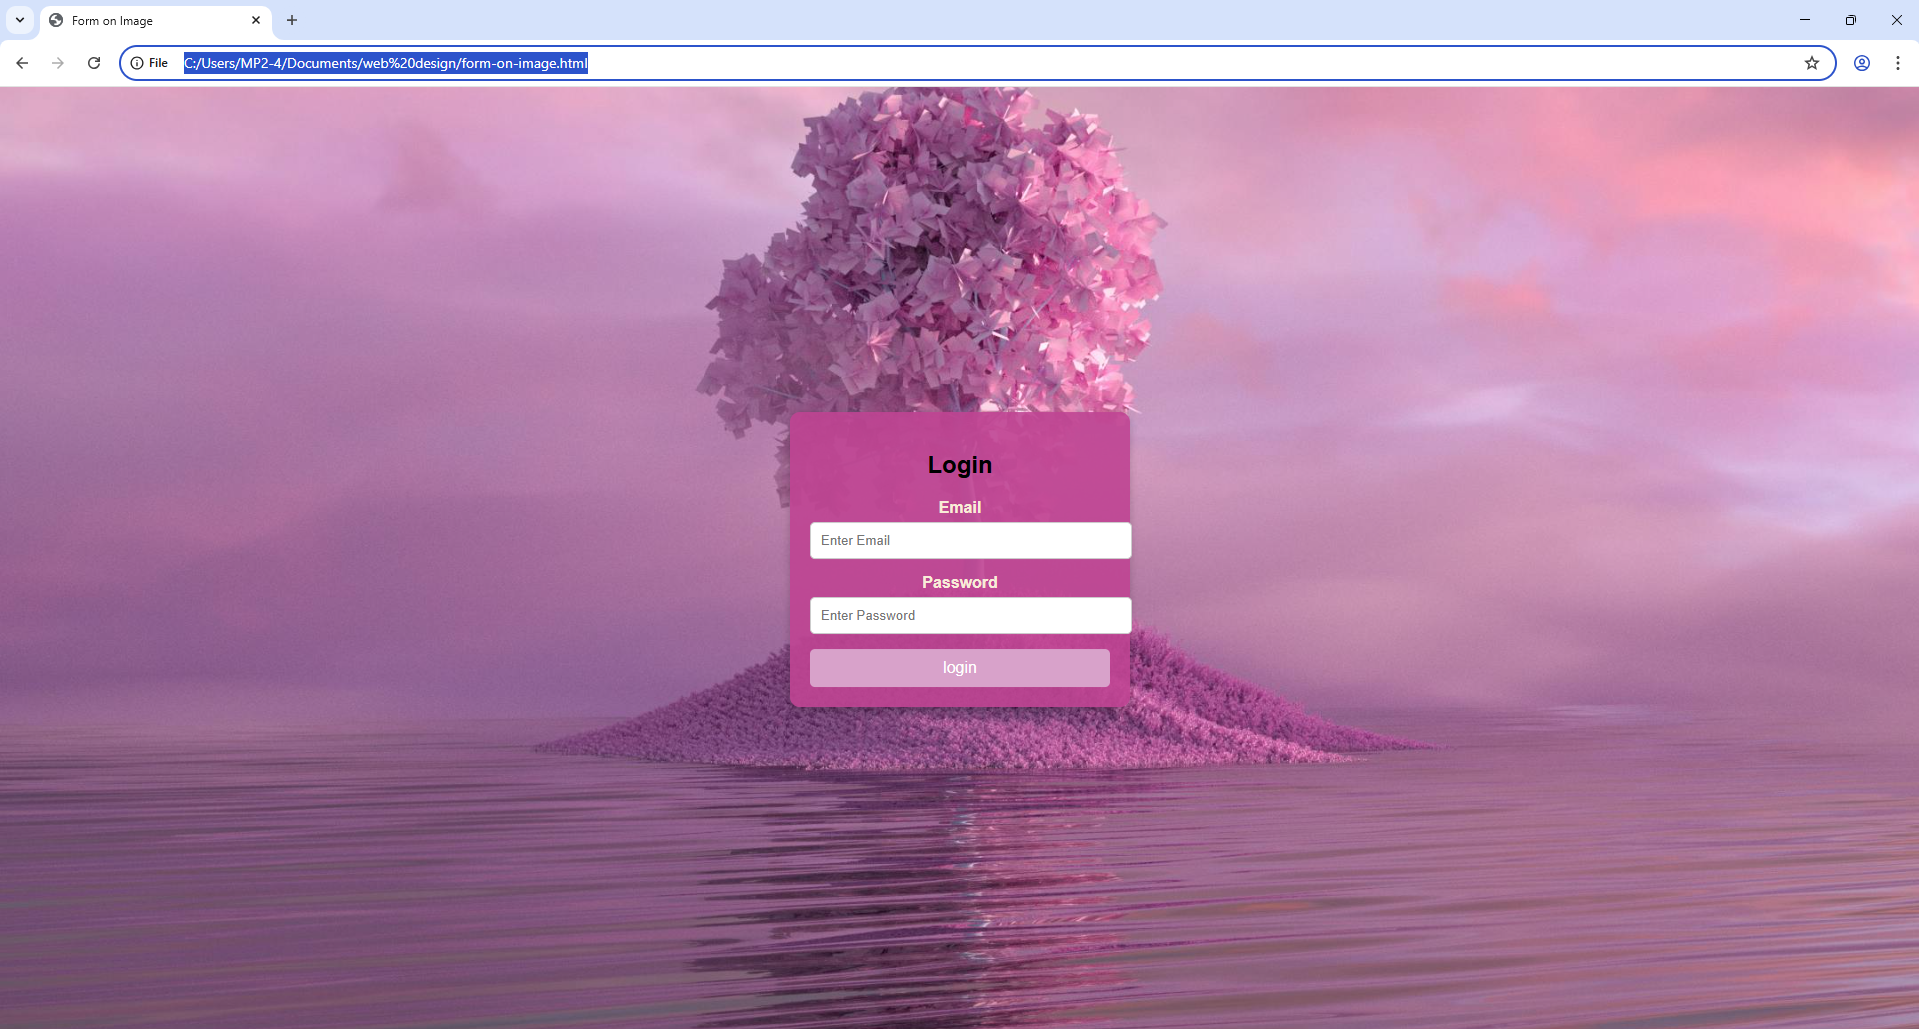 Form on Image
File C:/Users/MP2-4/Documents/web%20design/form-on-image.html
Login
Email
Enter Email
Password
Enter Password
login